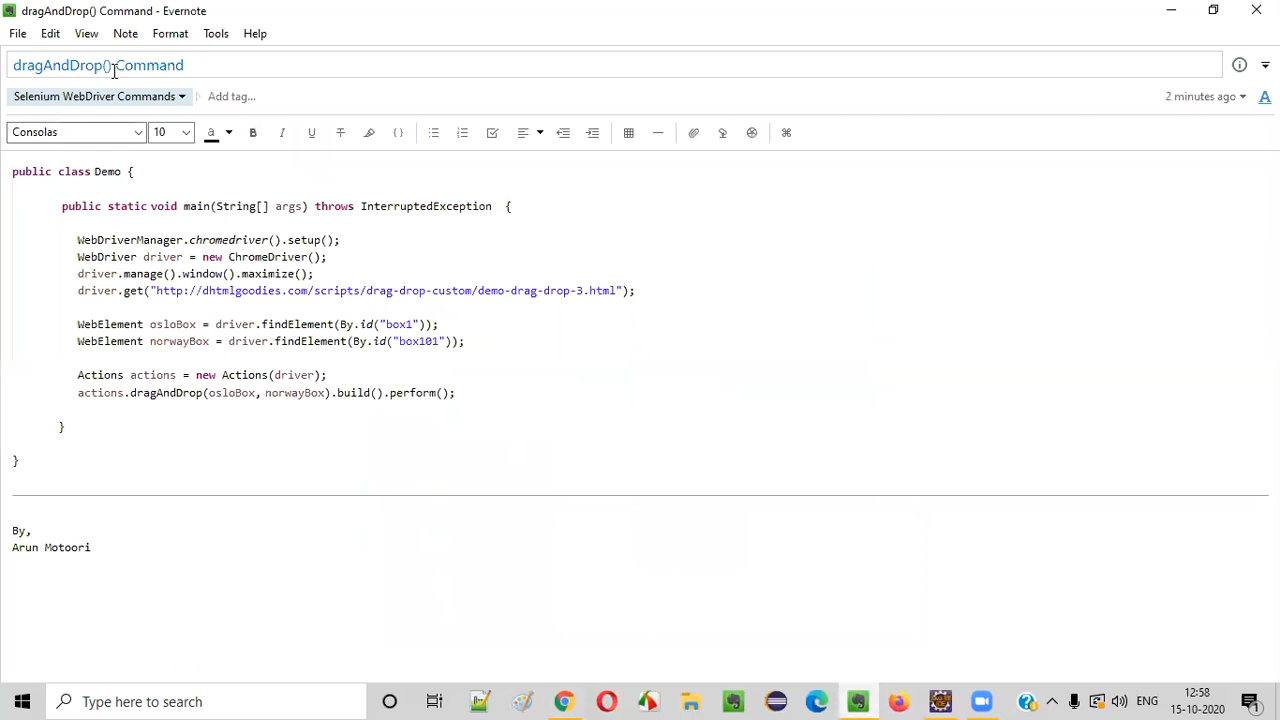 dragAndDrop() Command - Evernote
File Edit View Note Format Tools Help
dragAndDrop() Command
Selenium WebDriver Commands Add tag... 2 minutes ago A
Consolas 10 a B I U T { }
public class Demo {
public static void main(String[] args) throws InterruptedException {
WebDriverManager.chromedriver().setup();
WebDriver driver = new ChromeDriver();
driver.manage().window().maximize();
driver.get("http://dhtmlgoodies.com/scripts/drag-drop-custom/demo-drag-drop-3.html");
WebElement osloBox = driver.findElement(By.id("box1"));
WebElement norwayBox = driver.findElement(By.id("box101"));
Actions actions = new Actions(driver);
actions.dragAndDrop(osloBox, norwayBox).build().perform();
}
}
By,
Arun Motoori
Type here to search
ENG
12:58
15-10-2020
1